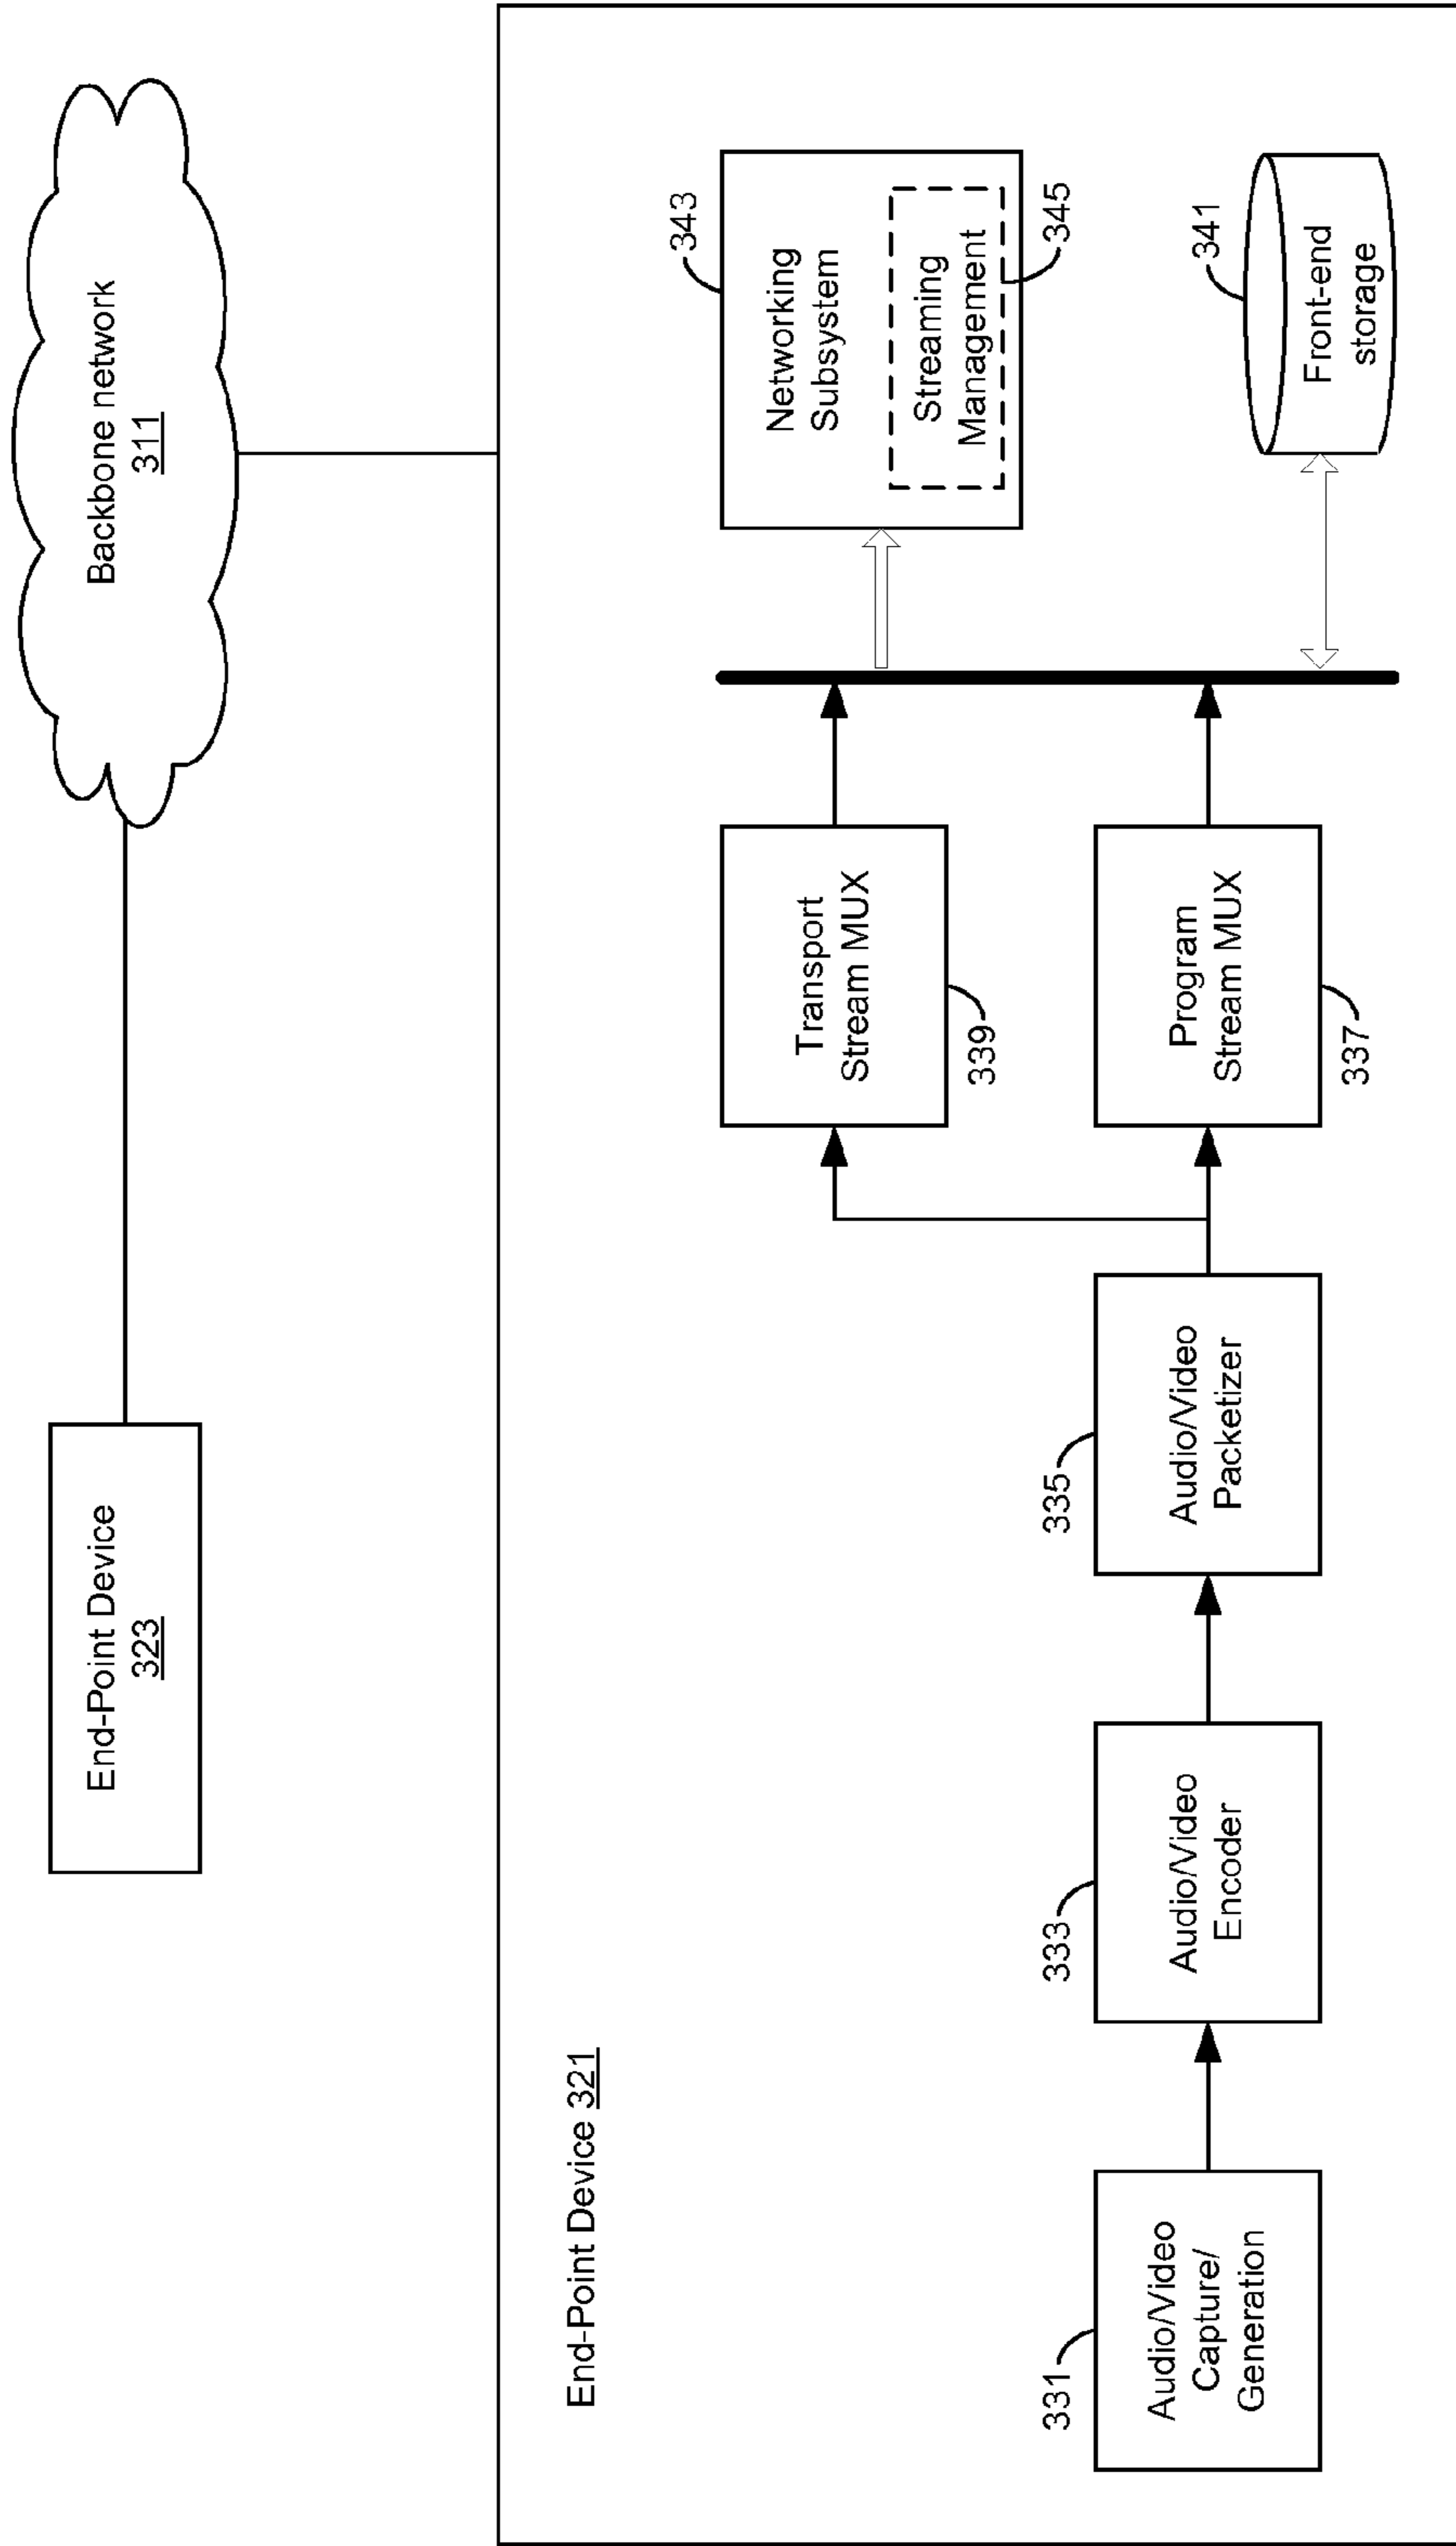 End-Point Device
323
Backbone network
311
End-Point Device 321
343
Networking
Subsystem
Streaming
Management
345
Transport
Stream MUX
339
341
Front-end
storage
331
Audio/Video
Capture/
Generation
333
Audio/Video
Encoder
335
Audio/Video
Packetizer
Program
Stream MUX
337